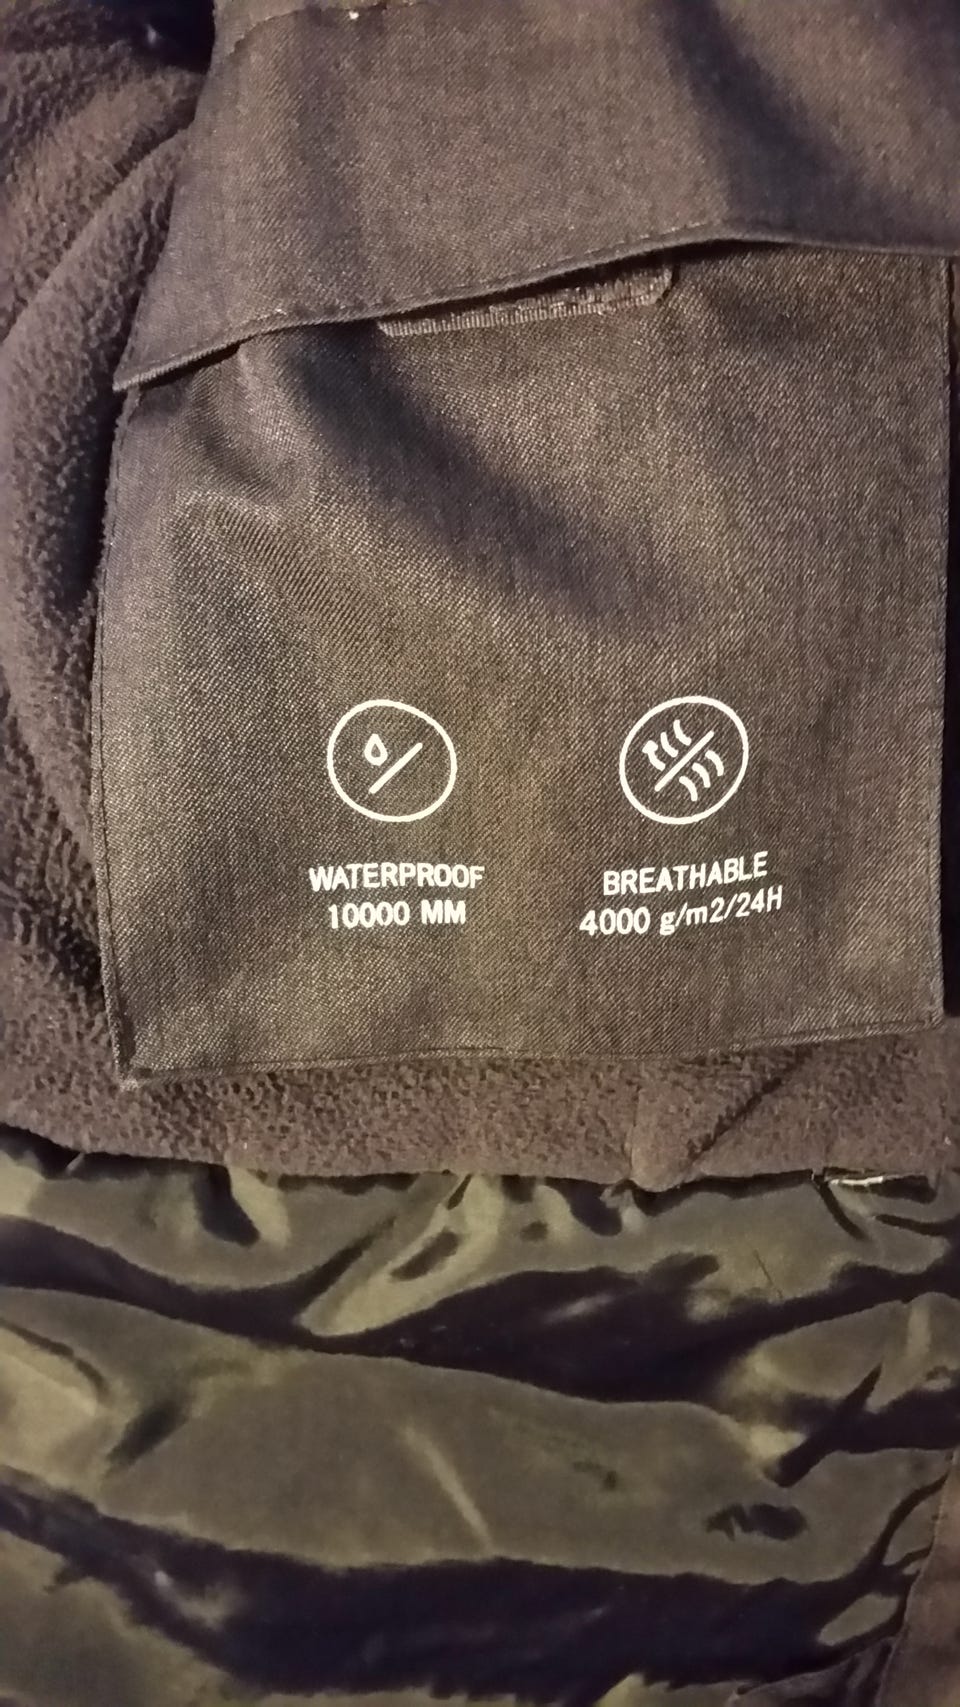 WATERPROOF
10000 MM
BREATHABLE
4000 g/m2/24H